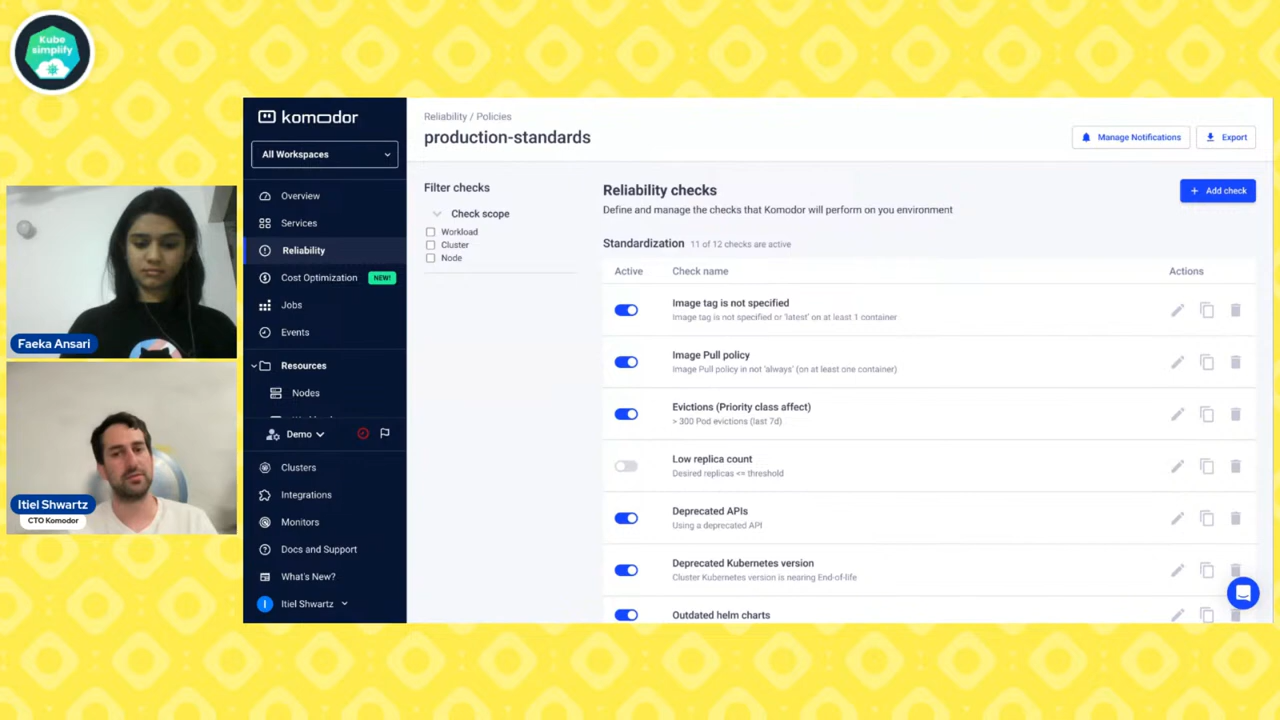 Kube
simplify
Faeka Ansari
Itiel Shwartz
CTO Komodor
komodor
All Workspaces
Overview
Services
Reliability
Cost Optimization NEW!
Jobs
Events
Resources
Nodes
Demo
Clusters
Integrations
Monitors
Docs and Support
What's New?
I Itiel Shwartz
Reliability / Policies
production-standards
Manage Notifications
Export
Filter checks
Check scope
Workload
Cluster
Node
Reliability checks
Define and manage the checks that Komodor will perform on you environment
+ Add check
Standardization 11 of 12 checks are active
Active Check name Actions
Image tag is not specified
Image tag is not specified or 'latest' on at least 1 container
Image Pull policy
Image Pull policy in not 'always' (on at least one container)
Evictions (Priority class affect)
> 300 Pod evictions (last 7d)
Low replica count
Desired replicas <= threshold
Deprecated APIs
Using a deprecated API
Deprecated Kubernetes version
Cluster Kubernetes version is nearing End-of-life
Outdated helm charts